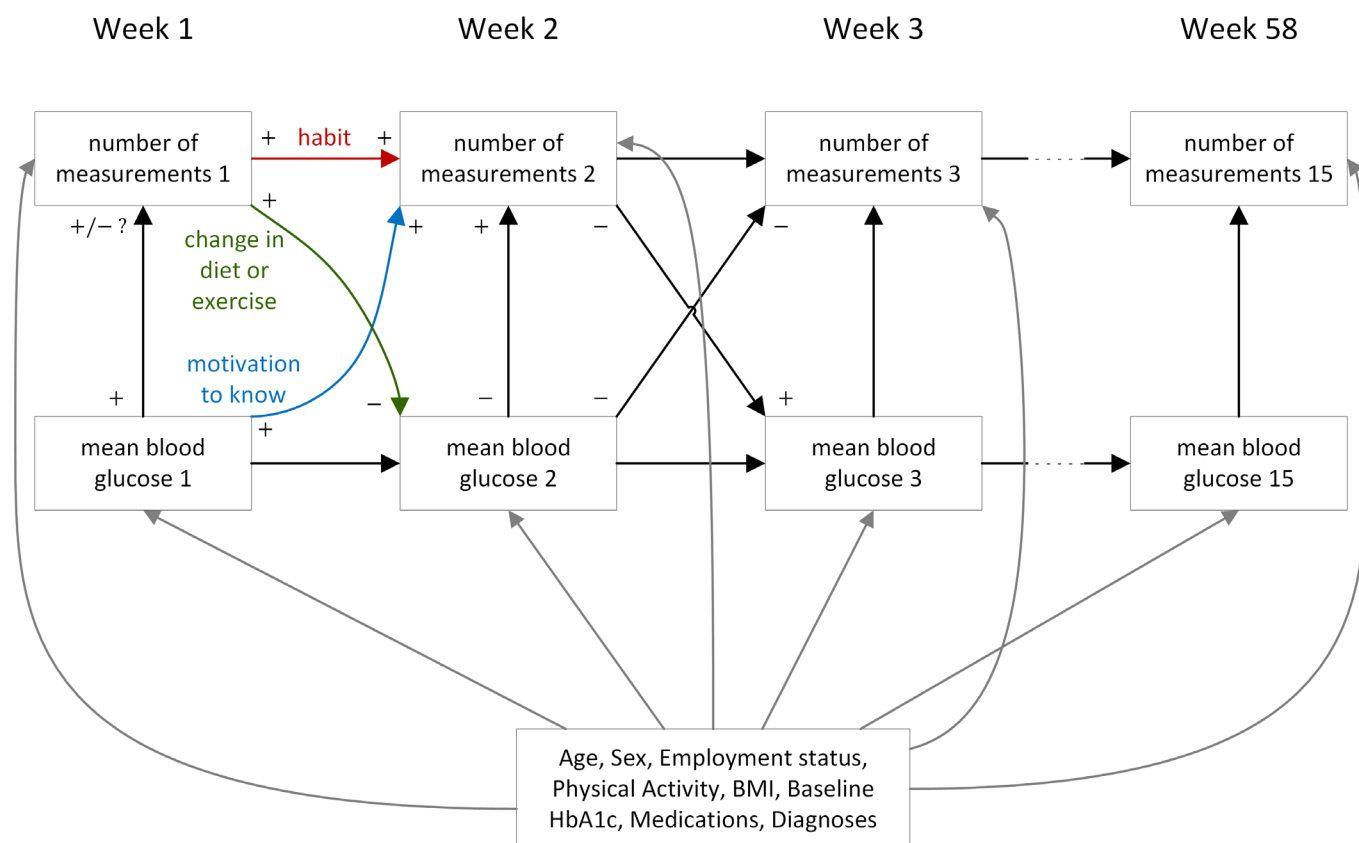 Week 1
Week 2
Week 3
Week 58
number of
measurements 1
+ habit +
number of
measurements 2
number of
measurements 3
number of
measurements 15
+/− ?
+
change in
diet or
exercise
+
+
−
−
motivation
to know
+
−
−
−
+
+
mean blood
glucose 1
mean blood
glucose 2
mean blood
glucose 3
mean blood
glucose 15
Age, Sex, Employment status,
Physical Activity, BMI, Baseline
HbA1c, Medications, Diagnoses